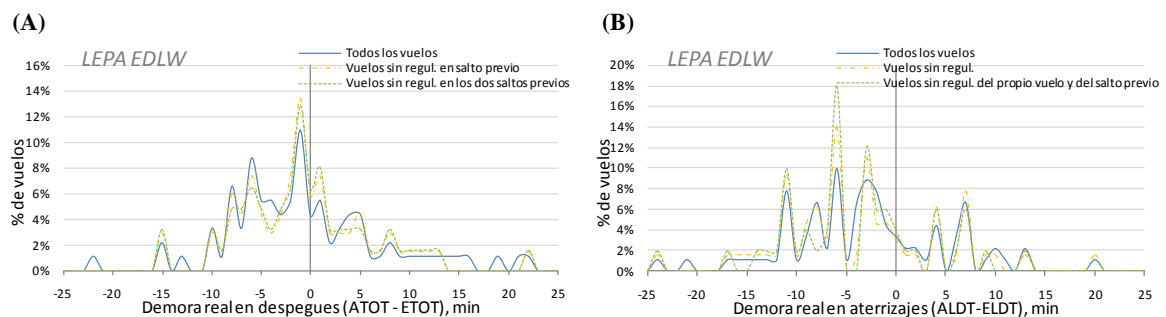 (A)
LEPA EDLW
Todos los vuelos
Vuelos sin regul. en salto previo
Vuelos sin regul. en los dos saltos previos
% de vuelos
16%
14%
12%
10%
8%
6%
4%
2%
0%
-25 -20 -15 -10 -5 0 5 10 15 20 25
Demora real en despegues (ATOT - ETOT), min
(B)
LEPA EDLW
Todos los vuelos
Vuelos sin regul.
Vuelos sin regul. del propio vuelo y del salto previo
% de vuelos
20%
18%
16%
14%
12%
10%
8%
6%
4%
2%
0%
-25 -20 -15 -10 -5 0 5 10 15 20 25
Demora real en aterrizajes (ALDT-ELDT), min